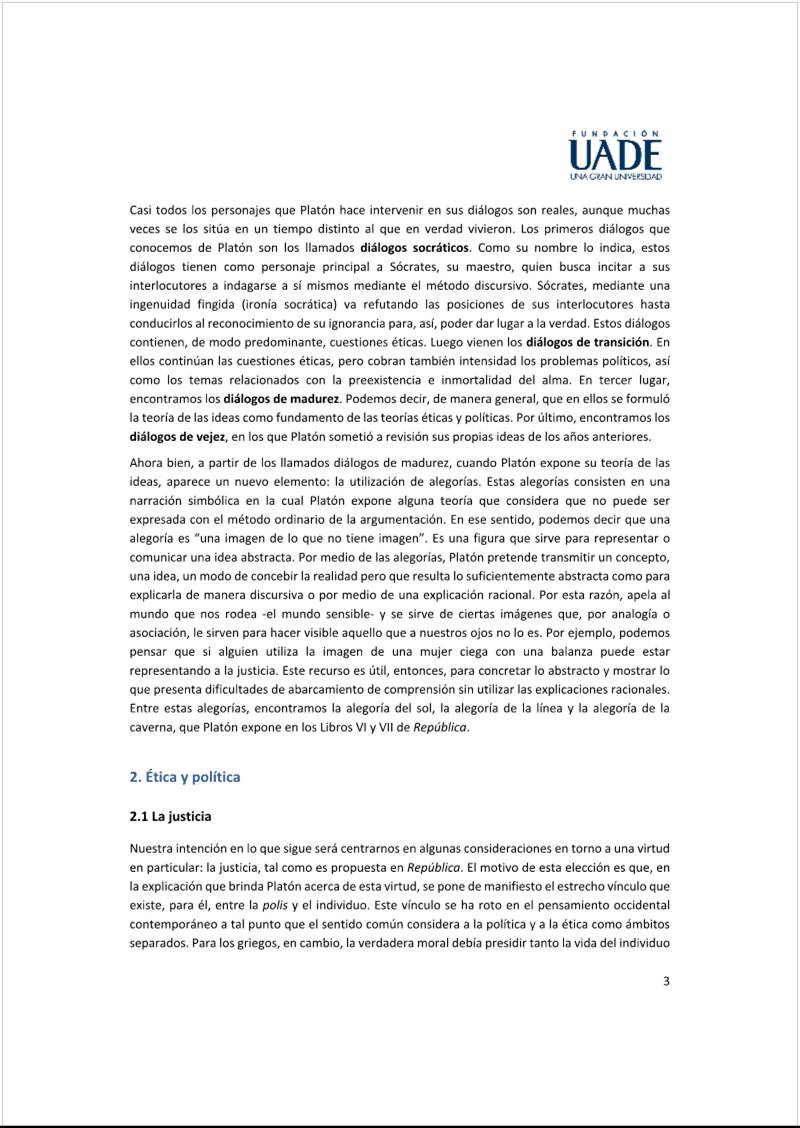 FUNDACIÓN
UADE
UNA GRAN UNIVERSIDAD
Casi todos los personajes que Platón hace intervenir en sus diálogos son reales, aunque muchas
veces se los sitúa en un tiempo distinto al que en verdad vivieron. Los primeros diálogos que
conocemos de Platón son los llamados diálogos socráticos. Como su nombre lo indica, estos
diálogos tienen como personaje principal a Sócrates, su maestro, quien busca incitar a sus
interlocutores a indagarse a sí mismos mediante el método discursivo. Sócrates, mediante una
ingenuidad fingida (ironía socrática) va refutando las posiciones de sus interlocutores hasta
conducirlos al reconocimiento de su ignorancia para, así, poder dar lugar a la verdad. Estos diálogos
contienen, de modo predominante, cuestiones éticas. Luego vienen los diálogos de transición. En
ellos continúan las cuestiones éticas, pero cobran también intensidad los problemas políticos, así
como los temas relacionados con la preexistencia e inmortalidad del alma. En tercer lugar,
encontramos los diálogos de madurez. Podemos decir, de manera general, que en ellos se formuló
la teoría de las ideas como fundamento de las teorías éticas y políticas. Por último, encontramos los
diálogos de vejez, en los que Platón sometió a revisión sus propias ideas de los años anteriores.
Ahora bien, a partir de los llamados diálogos de madurez, cuando Platón expone su teoría de las
ideas, aparece un nuevo elemento: la utilización de alegorías. Estas alegorías consisten en una
narración simbólica en la cual Platón expone alguna teoría que considera que no puede ser
expresada con el método ordinario de la argumentación. En ese sentido, podemos decir que una
alegoría es “una imagen de lo que no tiene imagen”. Es una figura que sirve para representar o
comunicar una idea abstracta. Por medio de las alegorías, Platón pretende transmitir un concepto,
una idea, un modo de concebir la realidad pero que resulta lo suficientemente abstracta como para
explicarla de manera discursiva o por medio de una explicación racional. Por esta razón, apela al
mundo que nos rodea -el mundo sensible- y se sirve de ciertas imágenes que, por analogía o
asociación, le sirven para hacer visible aquello que a nuestros ojos no lo es. Por ejemplo, podemos
pensar que si alguien utiliza la imagen de una mujer ciega con una balanza puede estar
representando a la justicia. Este recurso es útil, entonces, para concretar lo abstracto y mostrar lo
que presenta dificultades de abarcamiento de comprensión sin utilizar las explicaciones racionales.
Entre estas alegorías, encontramos la alegoría del sol, la alegoría de la línea y la alegoría de la
caverna, que Platón expone en los Libros VI y VII de República.
2. Ética y política
2.1 La justicia
Nuestra intención en lo que sigue será centrarnos en algunas consideraciones en torno a una virtud
en particular: la justicia, tal como es propuesta en República. El motivo de esta elección es que, en
la explicación que brinda Platón acerca de esta virtud, se pone de manifiesto el estrecho vínculo que
existe, para él, entre la polis y el individuo. Este vínculo se ha roto en el pensamiento occidental
contemporáneo a tal punto que el sentido común considera a la política y a la ética como ámbitos
separados. Para los griegos, en cambio, la verdadera moral debía presidir tanto la vida del individuo
3